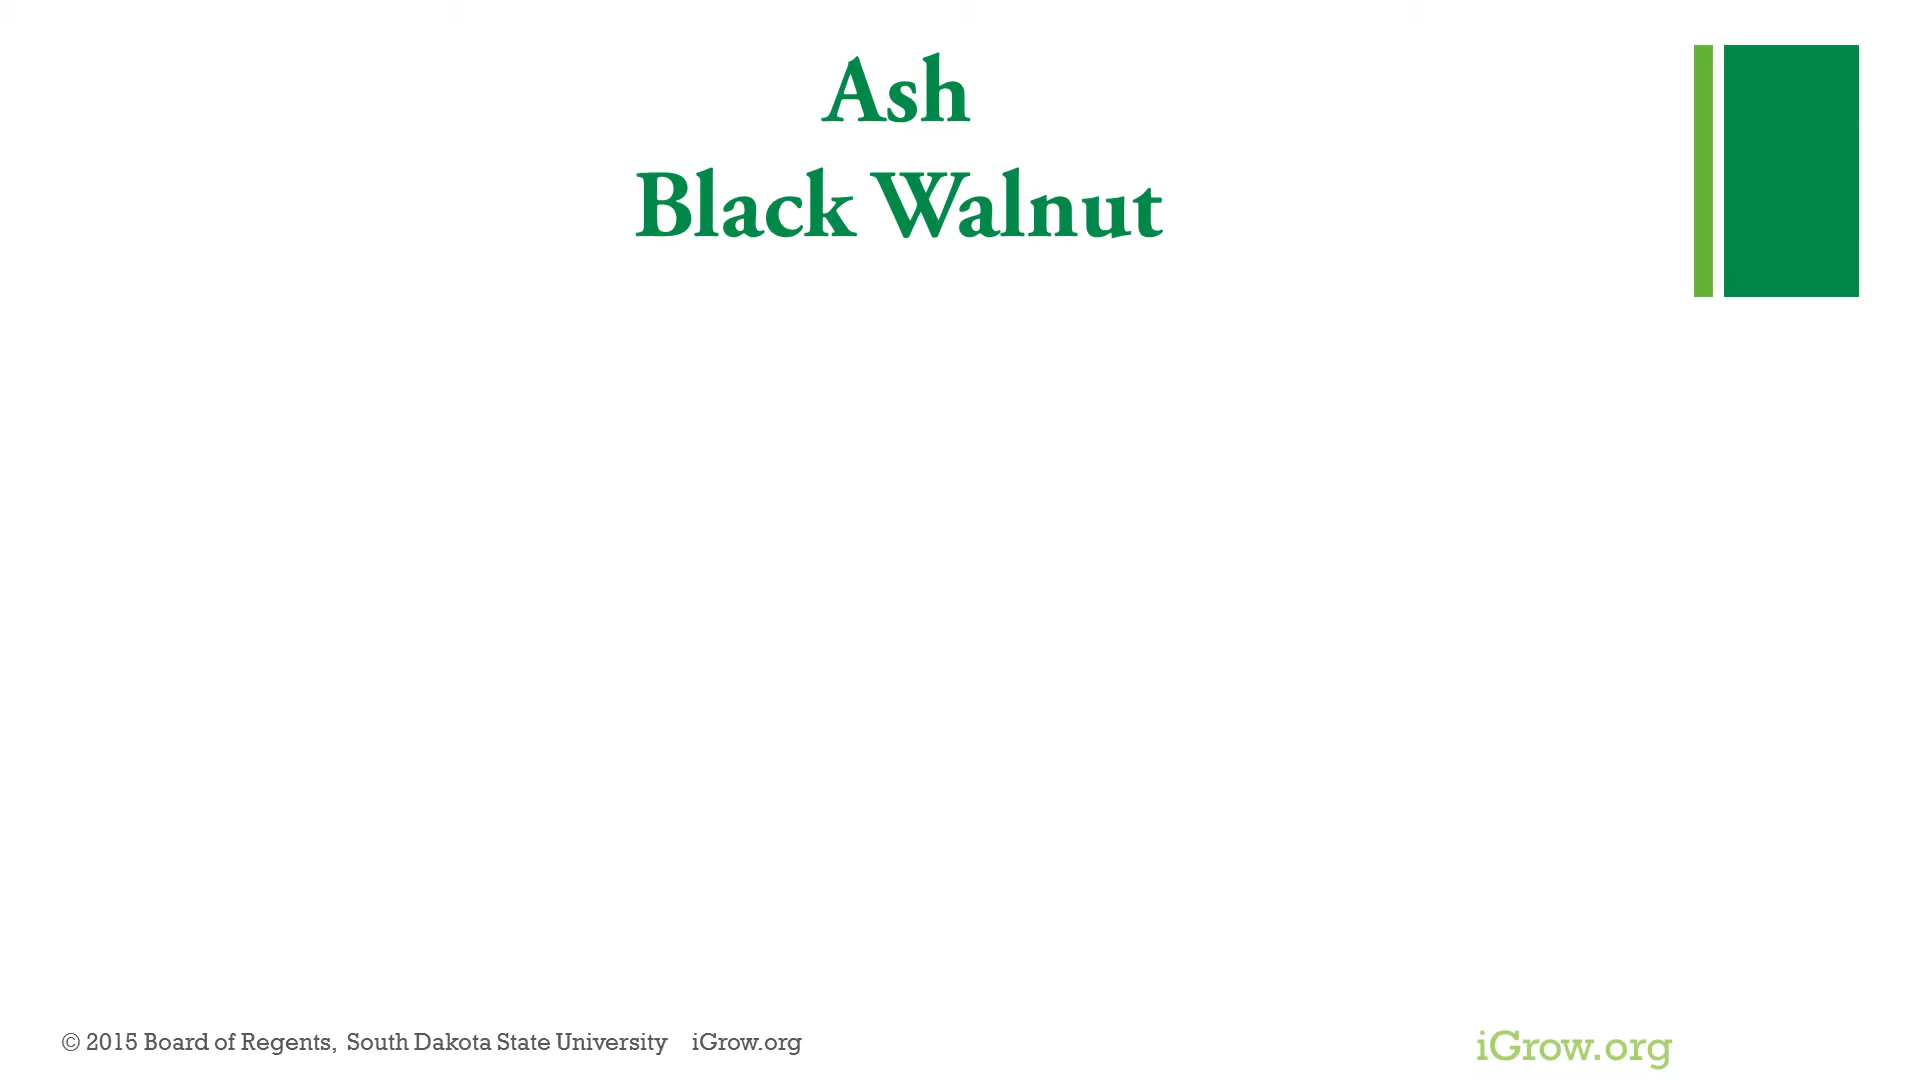 Ash
Black Walnut
© 2015 Board of Regents, South Dakota State University iGrow.org
iGrow.org